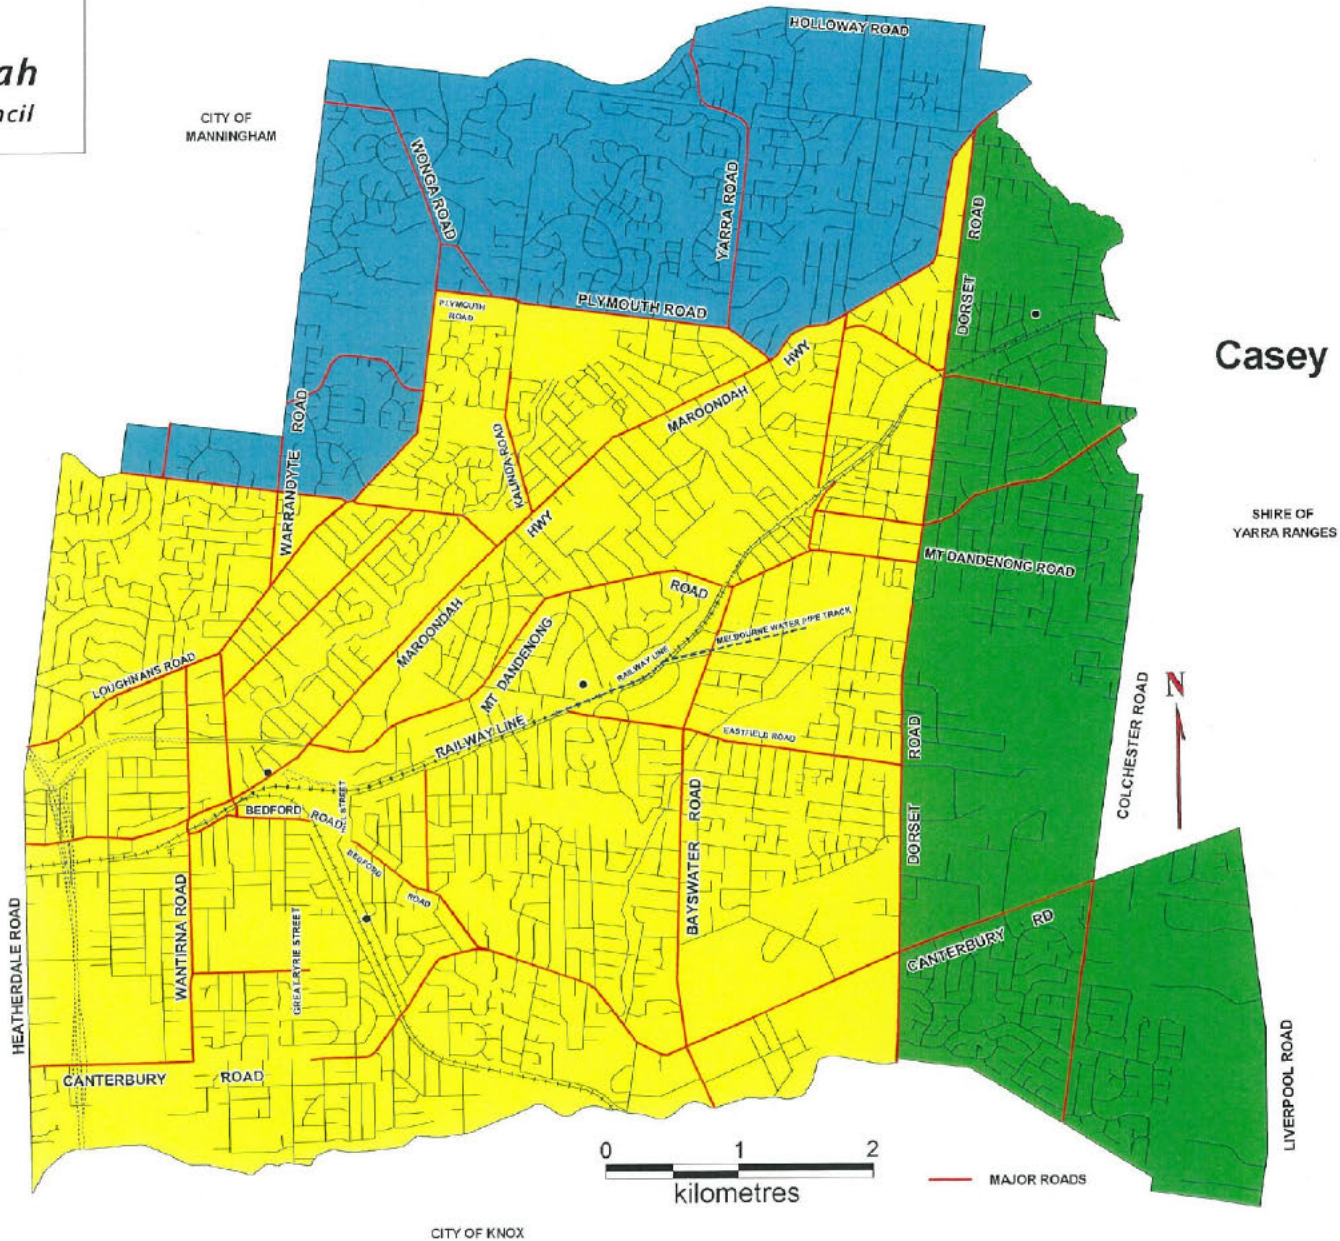 ah
ncil
CITY OF
MANNINGHAM
HOLLOWAY ROAD
WONGA ROAD
YARRA ROAD
ROAD
DORSET
PLYMOUTH
ROAD
PLYMOUTH ROAD
HWY
Casey
MAROONDAH
WARRANDYTE ROAD
KALINDA ROAD
HWY
SHIRE OF
YARRA RANGES
MT DANDENONG ROAD
ROAD
MAROONDAH
MELBOURNE WATER PIPE TRACK
MT DANDENONG
RAILWAY LINE
LOUGHNANS ROAD
RAILWAY LINE
EASTFIELD ROAD
ROAD
COLCHESTER ROAD
N
BEDFORD ROAD
STREET
BAYSWATER ROAD
DORSET
BEDFORD
ROAD
HEATHERDALE ROAD
WANTIRNA ROAD
GREAT RYRIE STREET
CANTERBURY RD
CANTERBURY ROAD
LIVERPOOL ROAD
0 1 2
kilometres
MAJOR ROADS
CITY OF KNOX